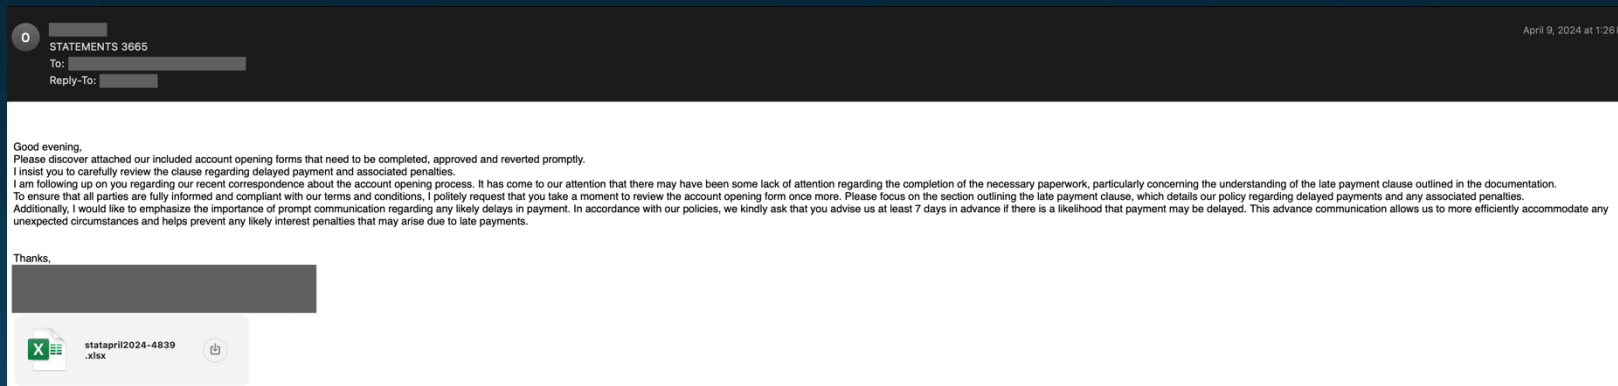 O
STATEMENTS 3665
To:
Reply-To:
April 9, 2024 at 1:26
Good evening,
Please discover attached our included account opening forms that need to be completed, approved and reverted promptly.
I insist you to carefully review the clause regarding delayed payment and associated penalties.
I am following up on you regarding our recent correspondence about the account opening process. It has come to our attention that there may have been some lack of attention regarding the completion of the necessary paperwork, particularly concerning the understanding of the late payment clause outlined in the documentation.
To ensure that all parties are fully informed and compliant with our terms and conditions, I politely request that you take a moment to review the account opening form once more. Please focus on the section outlining the late payment clause, which details our policy regarding delayed payments and any associated penalties.
Additionally, I would like to emphasize the importance of prompt communication regarding any likely delays in payment. In accordance with our policies, we kindly ask that you advise us at least 7 days in advance if there is a likelihood that payment may be delayed. This advance communication allows us to more efficiently accommodate any
unexpected circumstances and helps prevent any likely interest penalties that may arise due to late payments.
Thanks,
X
statapril2024-4839
.xlsx